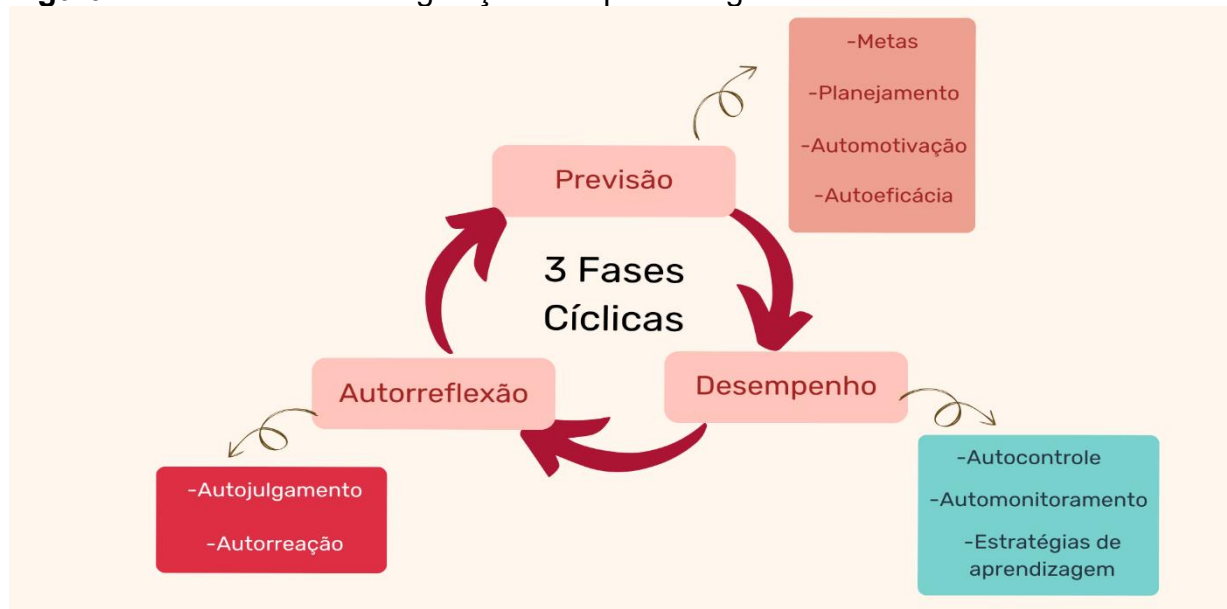 -Metas
-Planejamento
-Automotivação
-Autoeficácia
Previsão
3 Fases
Cíclicas
Autorreflexão
Desempenho
-Autojulgamento
-Autorreação
-Autocontrole
-Automonitoramento
-Estratégias de
aprendizagem